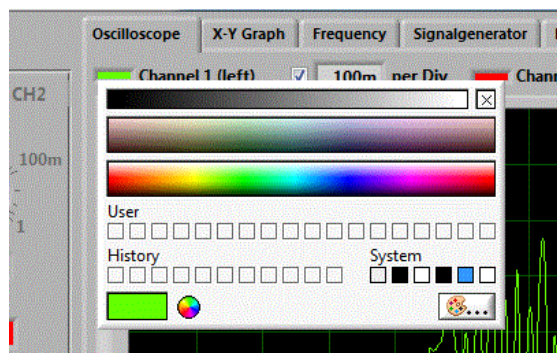 Oscilloscope X-Y Graph Frequency Signalgenerator
Channel 1 (left) 100m per Div
CH2
100m
1
User
History System
...